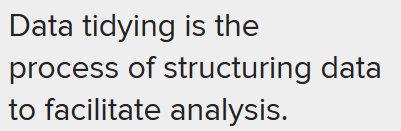 Data tidying is the
process of structuring data
to facilitate analysis.